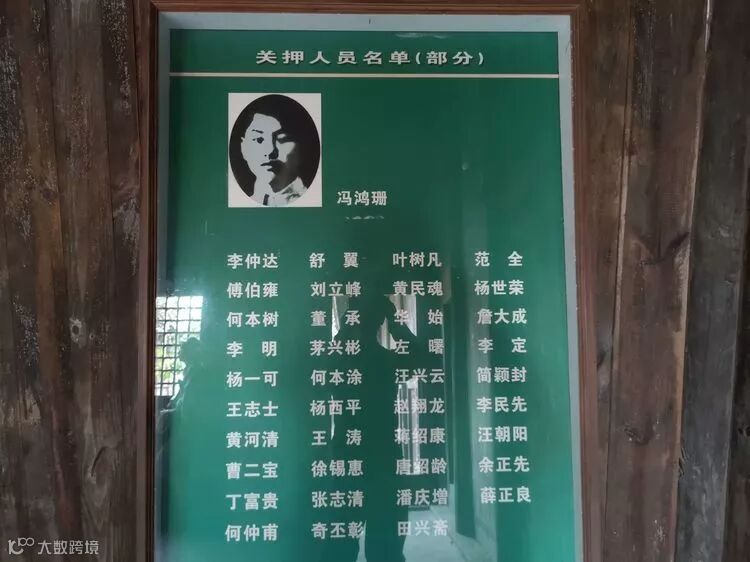 关押人员名单(部分)
冯鸿珊
李仲达 舒翼 叶树凡 范全
傅伯雍 刘立峰 黄民魂 杨世荣
何本树 董承 华始 詹大成
李明 茅兴彬 左曙 李定
杨一可 何本涂 汪兴云 简颖封
王志士 杨西平 赵翔龙 李民先
黄河清 王涛 蒋绍康 汪朝阳
曹二宝 徐锡惠 唐绍龄 余正先
丁富贵 张志清 潘庆增 薛正良
何仲甫 奇丕彰 田兴斋
大数跨境